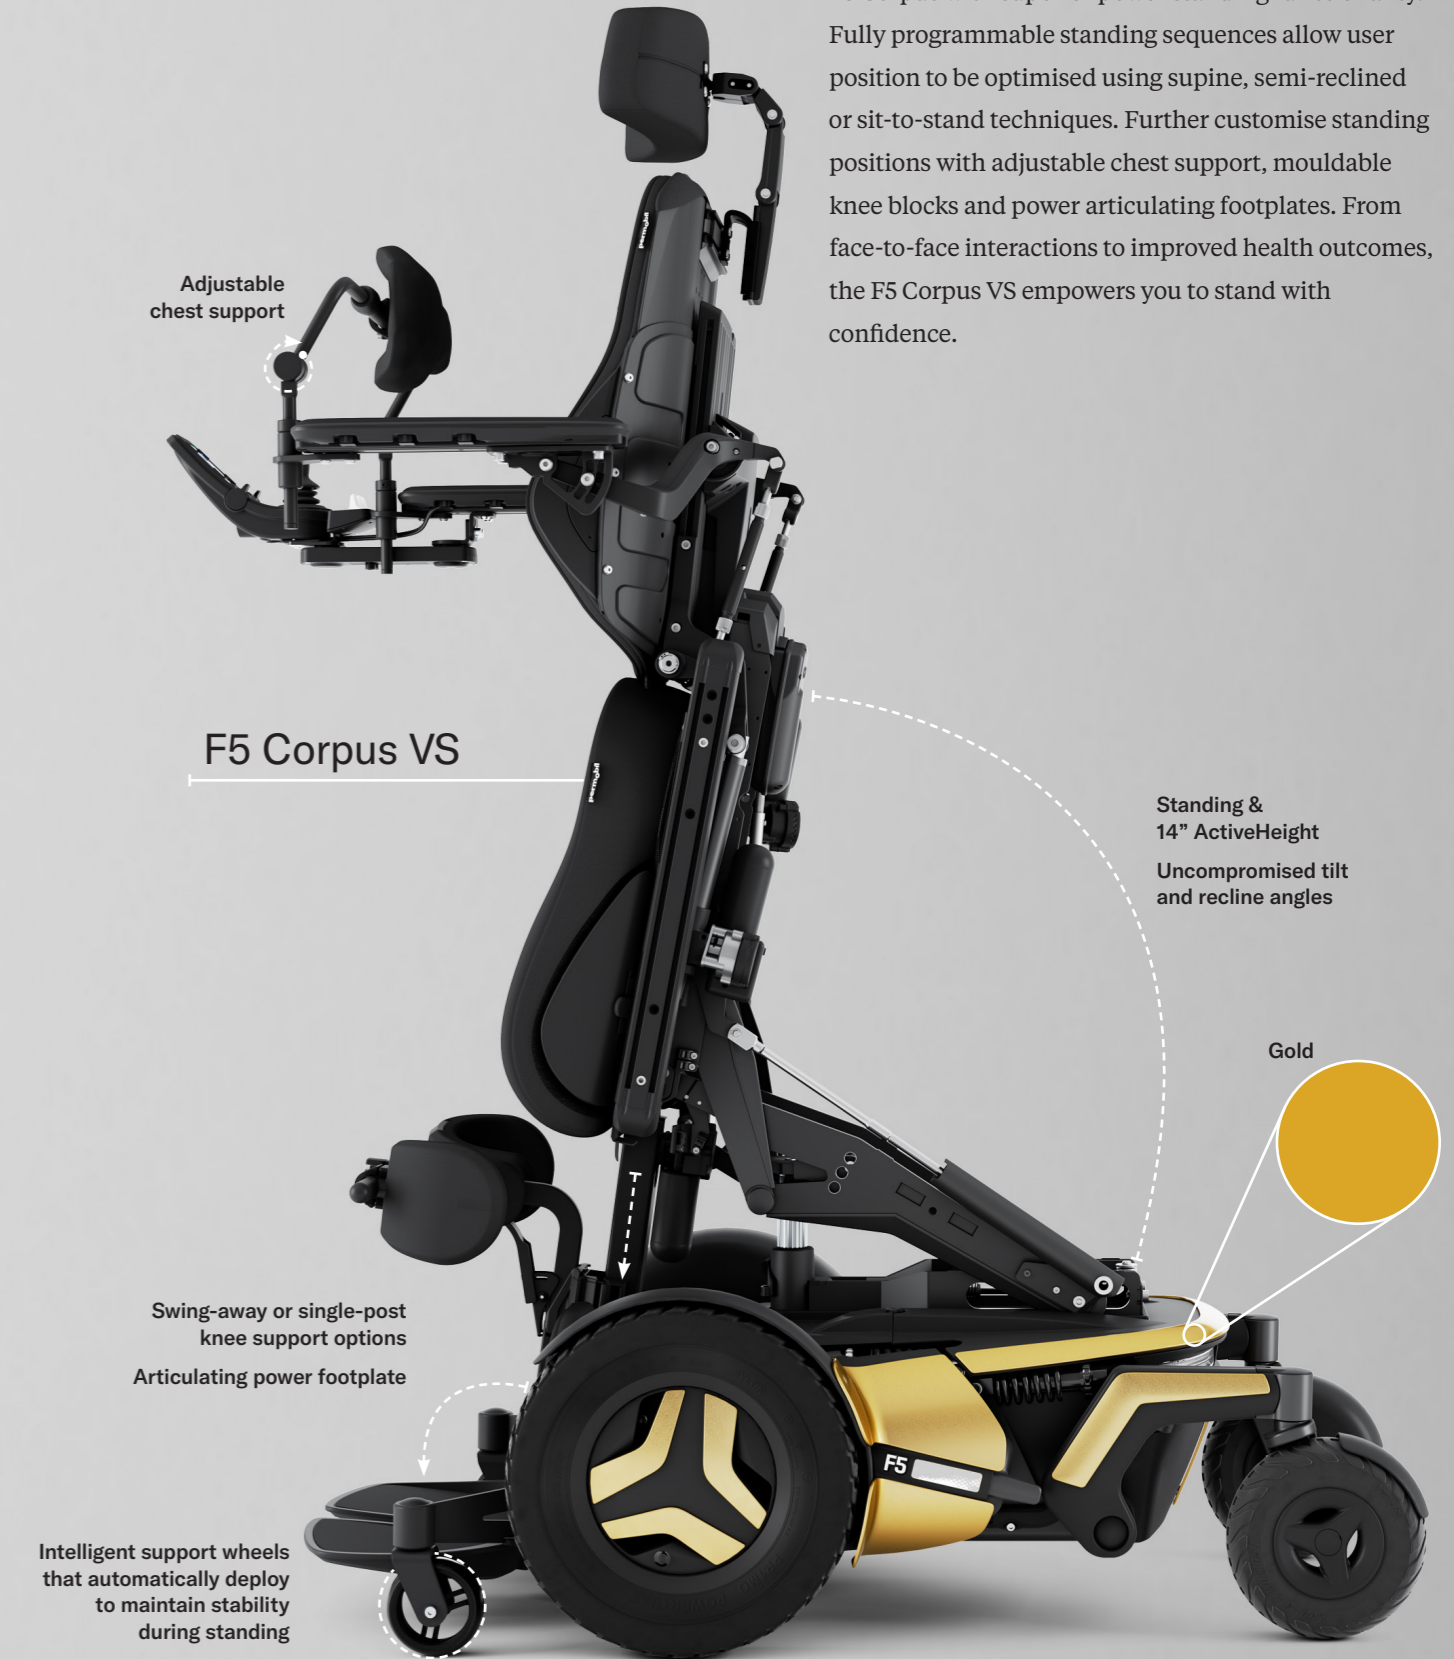 Fully programmable standing sequences allow user
position to be optimised using supine, semi-reclined
or sit-to-stand techniques. Further customise standing
positions with adjustable chest support, mouldable
knee blocks and power articulating footplates. From
face-to-face interactions to improved health outcomes,
the F5 Corpus VS empowers you to stand with
confidence.
permobil
Adjustable
chest support
F5 Corpus VS
permobil
Standing &
14” ActiveHeight
Uncompromised tilt
and recline angles
Gold
Swing-away or single-post
knee support options
Articulating power footplate
F5
Intelligent support wheels
that automatically deploy
to maintain stability
during standing